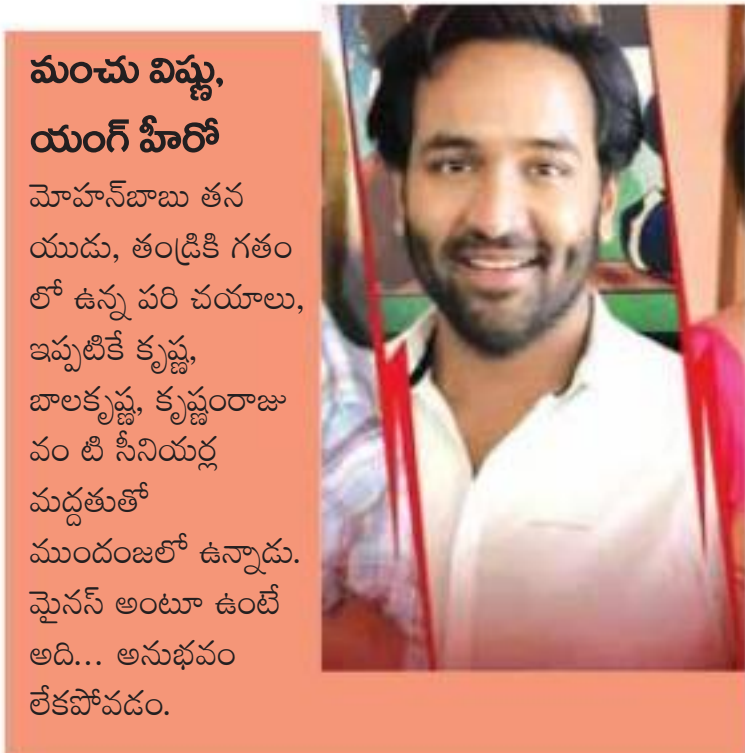 మంచు విష్ణు,
యంగ్ హీరో
మోహన్‌బాబు తన
యుడు, తండ్రికి గతం
లో ఉన్న పరి చయాలు,
ఇప్పటికే కృష్ణ,
బాలకృష్ణ, కృష్ణంరాజు
వం టి సీనియర్ల
మద్దతుతో
ముందంజలో ఉన్నాడు.
మైనస్ అంటూ ఉంటే
అది... అనుభవం
లేకపోవడం.